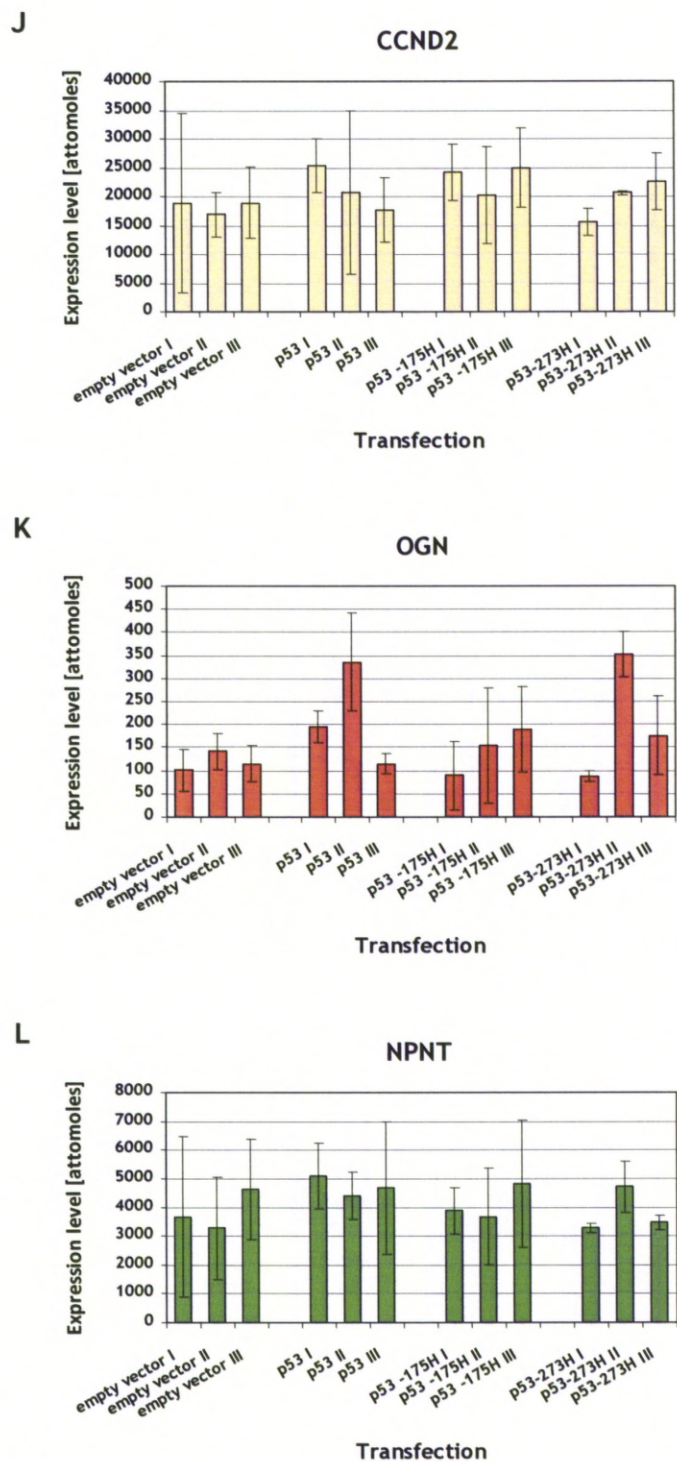 J
CCND2
Expression level [attomoles]
40000
35000
30000
25000
20000
15000
10000
5000
0
empty vector I
empty vector II
empty vector III
p53 I
p53 II
p53 III
p53 -175H I
p53 -175H II
p53 -175H III
p53-273H I
p53-273H II
p53-273H III
Transfection
K
OGN
Expression level [attomoles]
500
450
400
350
300
250
200
150
100
50
0
empty vector I
empty vector II
empty vector III
p53 I
p53 II
p53 III
p53 -175H I
p53 -175H II
p53 -175H III
p53-273H I
p53-273H II
p53-273H III
Transfection
L
NPNT
Expression level [attomoles]
8000
7000
6000
5000
4000
3000
2000
1000
0
empty vector I
empty vector II
empty vector III
p53 I
p53 II
p53 III
p53 -175H I
p53 -175H II
p53 -175H III
p53-273H I
p53-273H II
p53-273H III
Transfection